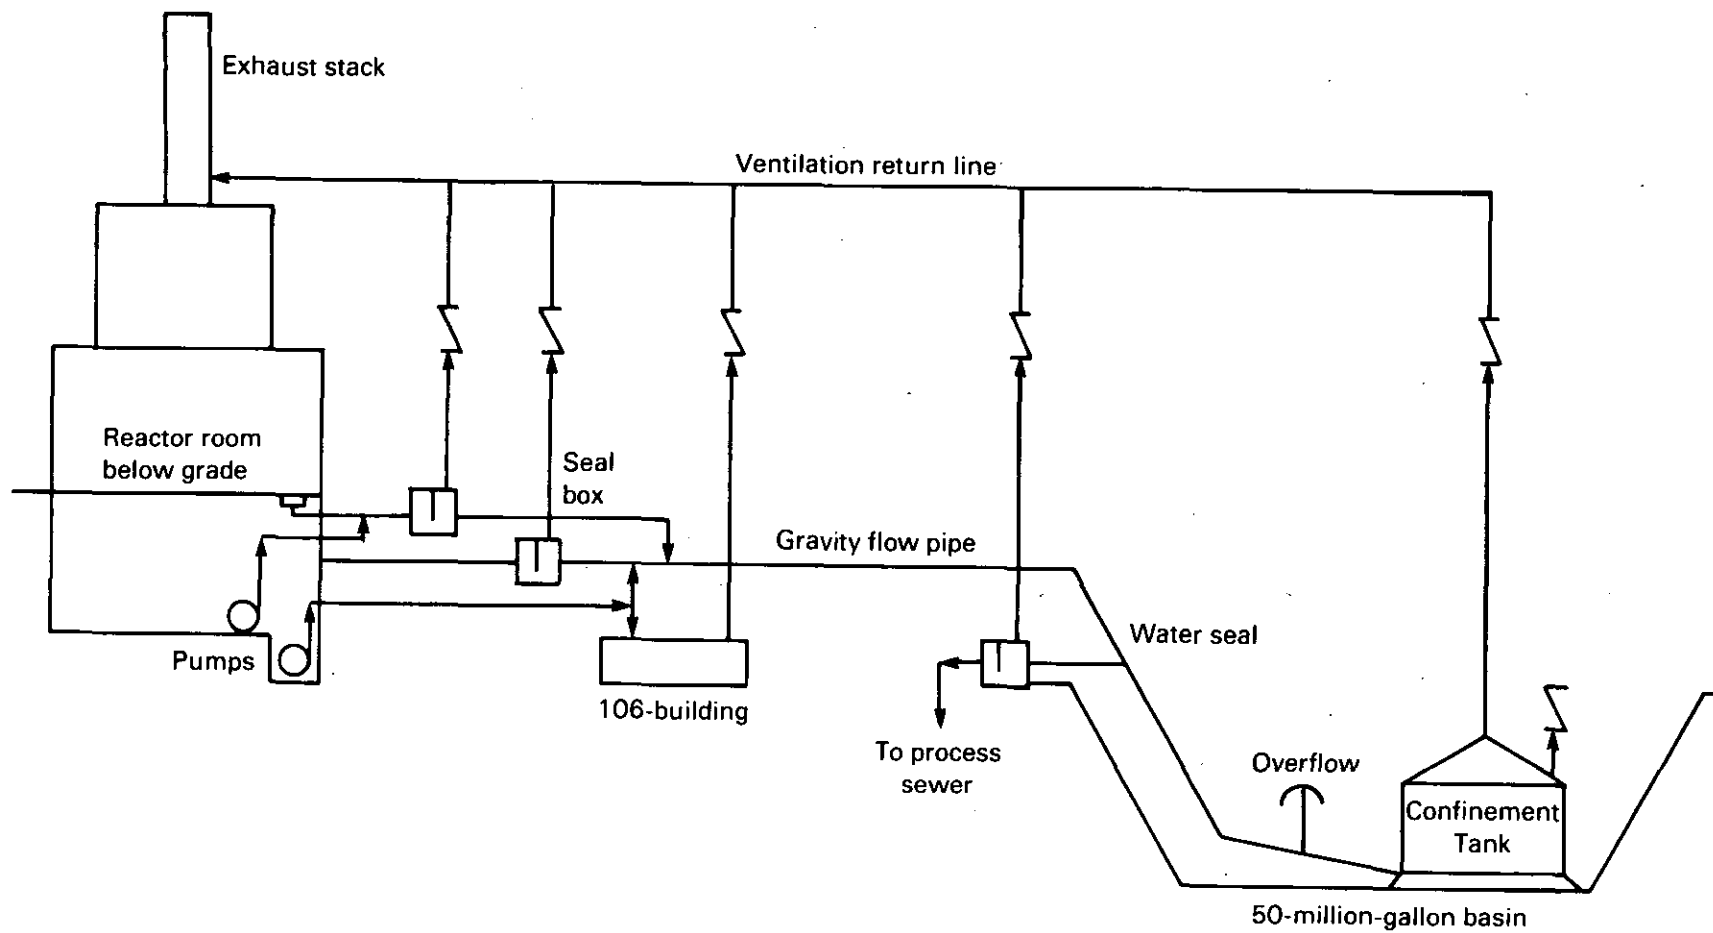 Exhaust stack
Ventilation return line
Reactor room
below grade
Seal
box
Gravity flow pipe
Water seal
Pumps
106-building
To process
sewer
Overflow
Confinement
Tank
50-million-gallon basin